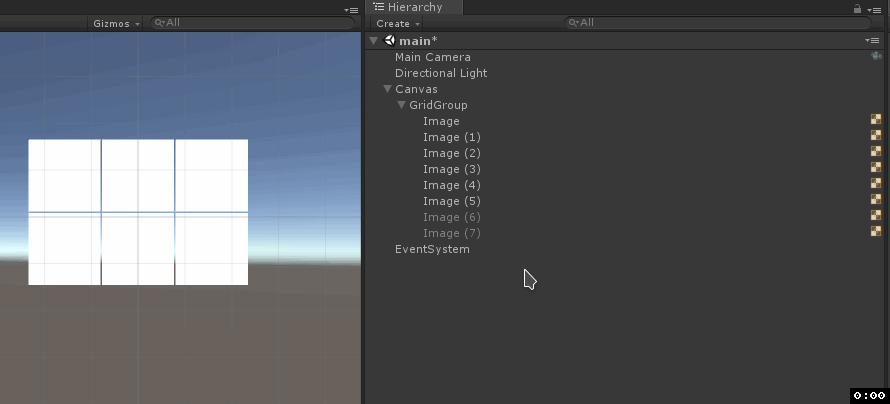 Hierarchy
Gizmos All
Create All
main*
Main Camera
Directional Light
Canvas
GridGroup
Image
Image (1)
Image (2)
Image (3)
Image (4)
Image (5)
Image (6)
Image (7)
EventSystem
0:00